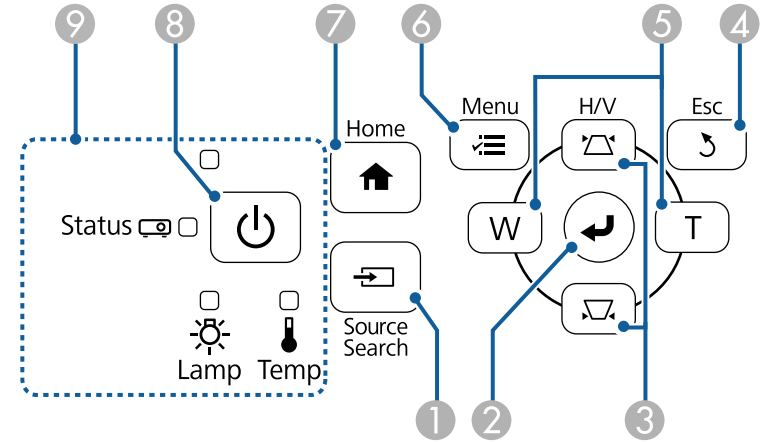 9 8 7 6 5 4
Menu H/V Esc
Home
W T
Status
Source
Search
Lamp Temp
1 2 3